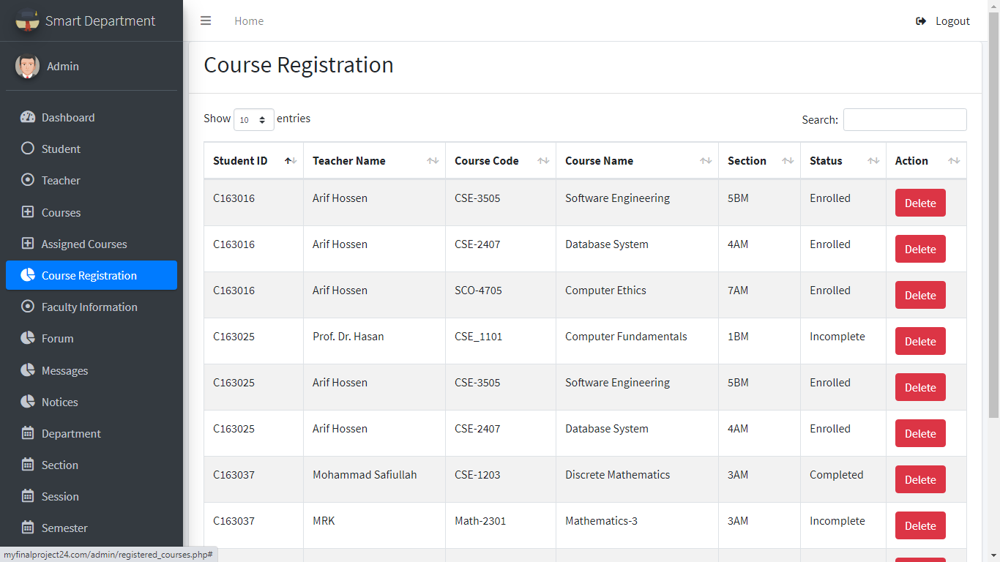 Smart Department
Home
Logout
Admin
Course Registration
Dashboard
Student
Teacher
Courses
Assigned Courses
Course Registration
Faculty Information
Forum
Messages
Notices
Department
Section
Session
Semester
Show 10 entries
Search:
Student ID Teacher Name Course Code Course Name Section Status Action
C163016 Arif Hossen CSE-3505 Software Engineering 5BM Enrolled Delete
C163016 Arif Hossen CSE-2407 Database System 4AM Enrolled Delete
C163016 Arif Hossen SCO-4705 Computer Ethics 7AM Enrolled Delete
C163025 Prof. Dr. Hasan CSE_1101 Computer Fundamentals 1BM Incomplete Delete
C163025 Arif Hossen CSE-3505 Software Engineering 5BM Enrolled Delete
C163025 Arif Hossen CSE-2407 Database System 4AM Enrolled Delete
C163037 Mohammad Safiullah CSE-1203 Discrete Mathematics 3AM Completed Delete
C163037 MRK Math-2301 Mathematics-3 3AM Incomplete Delete
myfinalproject24.com/admin/registered_courses.php#